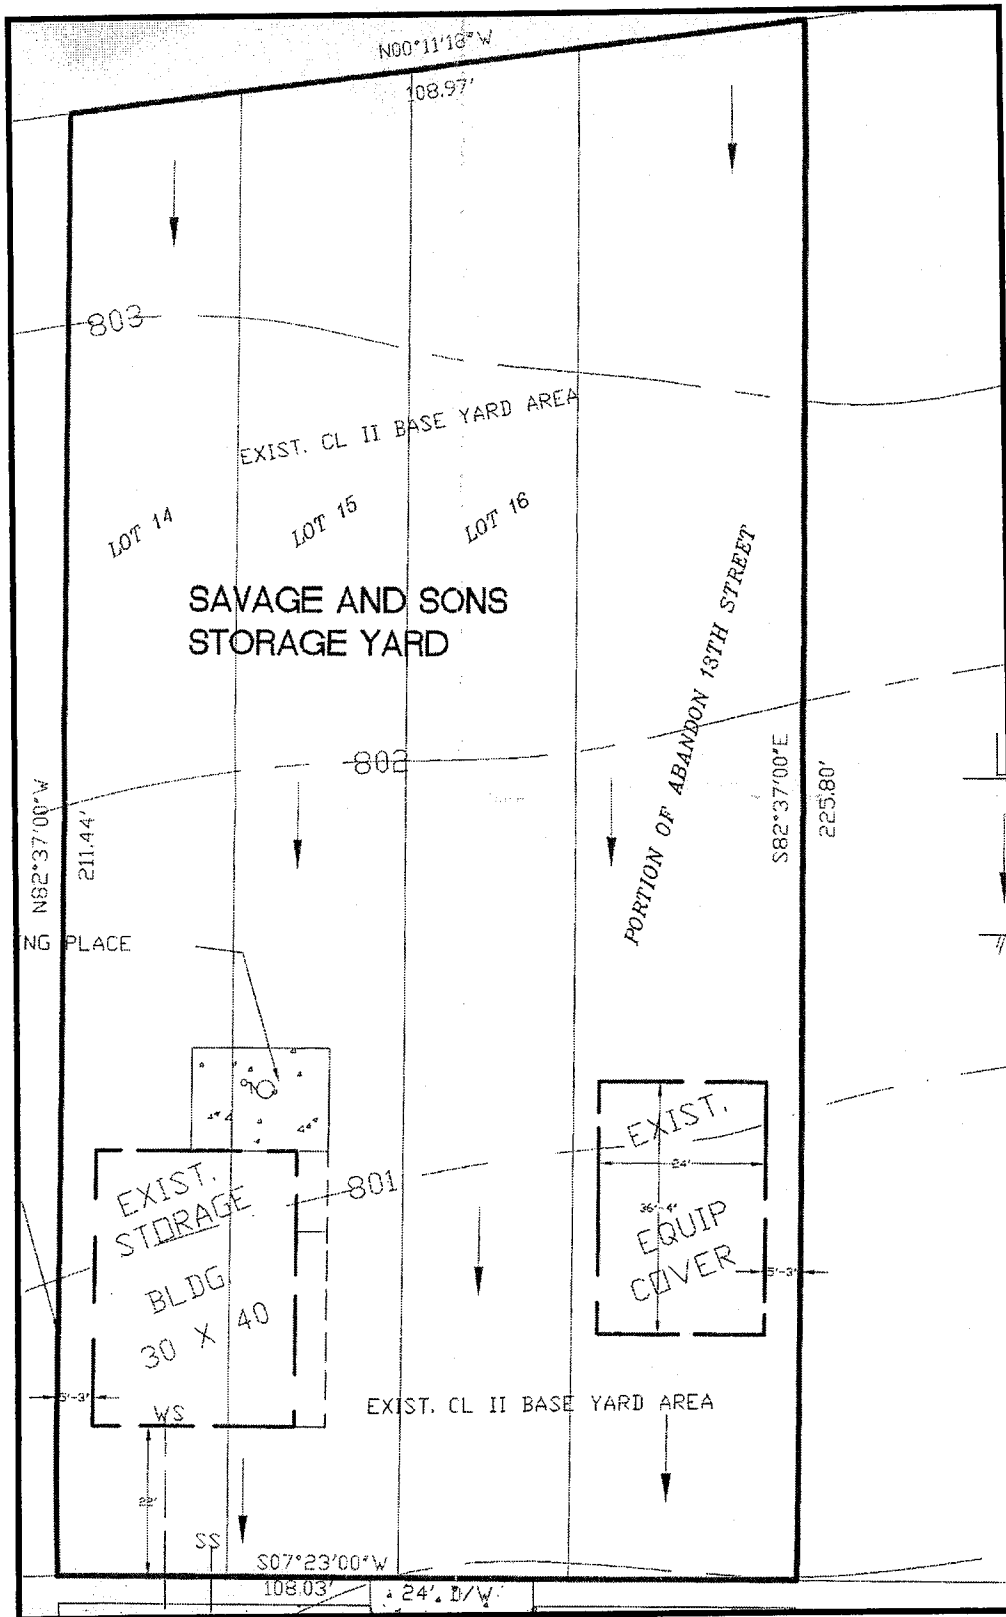 N00°11'18"W
108.97'
803
EXIST. CL II BASE YARD AREA
LOT 14
LOT 15
LOT 16
SAVAGE AND SONS
STORAGE YARD
PORTION OF ABANDON 13TH STREET
802
N82°37'00"W
211.44'
S82°37'00"E
225.80'
NG PLACE
EXIST.
STORAGE
BLDG
30 X 40
801
EXIST.
24'
36'-4"
EQUIP
COVER
5'-3"
5'-3"
EXIST. CL II BASE YARD AREA
WS
22'
SS
S07°23'00"W
108.03'
24' D/W